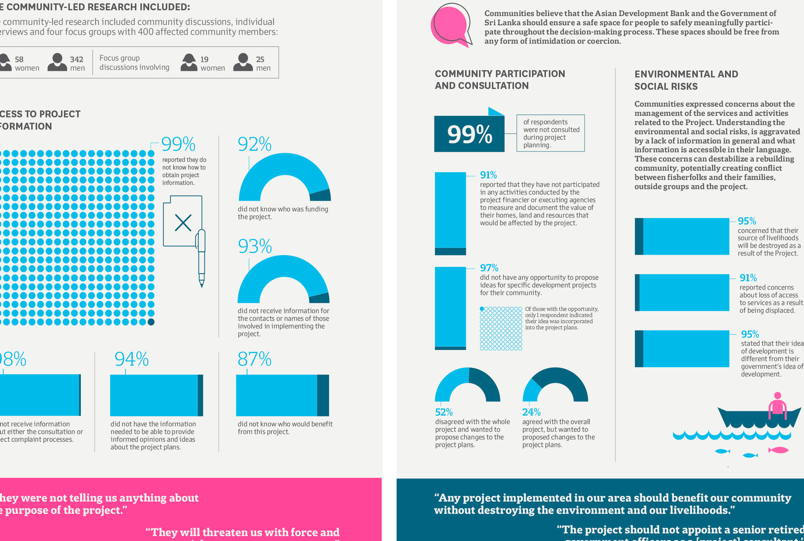 COMMUNITY-LED RESEARCH INCLUDED:
community-led research included community discussions, individual
and four focus groups with 400 affected community members:
58
women
342
men
Focus group
discussions involving
19
women
25
men
TO PROJECT
99%
reported they do
not know how to
obtain project
information.
92%
did not know who was funding
the project.
93%
did not receive information for
the contacts or names of those
involved in implementing the
project.
8%
not receive information
either the consultation or
complaint processes.
94%
did not have the information
needed to be able to provide
informed opinions and ideas
about the project plans.
87%
did not know who would benefit
from this project.
hey were not telling us anything about
purpose of the project.”
“They will threaten us with force and
Communities believe that the Asian Development Bank and the Government of
Sri Lanka should ensure a safe space for people to safely meaningfully partici-
pate throughout the decision-making process. These spaces should be free from
any form of intimidation or coercion.
COMMUNITY PARTICIPATION
AND CONSULTATION
99%
of respondents
were not consulted
during project
planning.
91%
reported that they have not participated
in any activities conducted by the
project financier or executing agencies
to measure and document the value of
their homes, land and resources that
would be affected by the project.
97%
did not have any opportunity to propose
ideas for specific development projects
for their community.
Of those with the opportunity,
only 1 respondent indicated
their idea was incorporated
into the project plans.
52%
disagreed with the whole
project and wanted to
propose changes to the
project plans.
24%
agreed with the overall
project, but wanted to
proposed changes to the
project plans.
ENVIRONMENTAL AND
SOCIAL RISKS
Communities expressed concerns about the
management of the services and activities
related to the Project. Understanding the
environmental and social risks, is aggravated
by a lack of information in general and what
information is accessible in their language.
These concerns can destabilize a rebuilding
community, potentially creating conflict
between fisherfolks and their families,
outside groups and the project.
95%
concerned that their
source of livelihoods
will be destroyed as a
result of the Project.
91%
reported concerns
about loss of access
to services as a result
of being displaced.
95%
stated that their idea
of development is
different from their
government’s idea of
development.
“Any project implemented in our area should benefit our community
without destroying the environment and our livelihoods.”
“The project should not appoint a senior retired